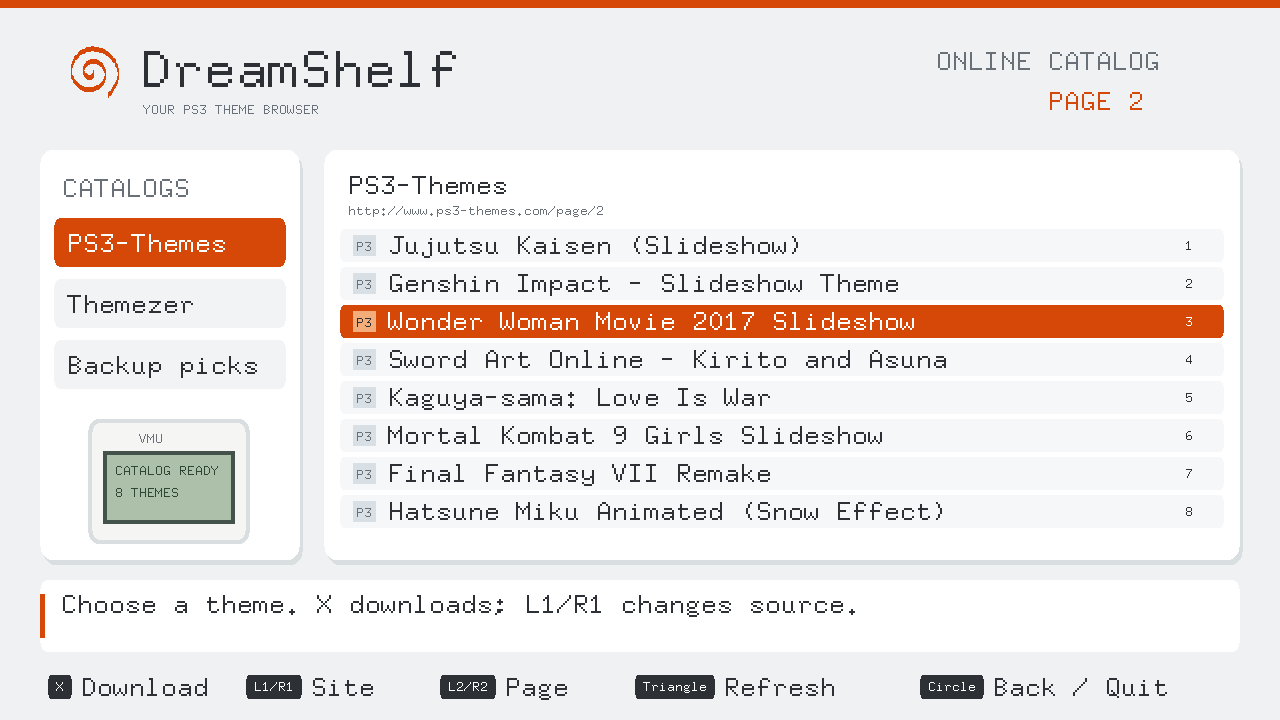 DreamShelf
YOUR PS3 THEME BROWSER
ONLINE CATALOG
PAGE 2
CATALOGS
PS3-Themes
Themezer
Backup picks
VMU
CATALOG READY
8 THEMES
PS3-Themes
http://www.ps3-themes.com/page/2
P3 Jujutsu Kaisen (Slideshow) 1
P3 Genshin Impact - Slideshow Theme 2
P3 Wonder Woman Movie 2017 Slideshow 3
P3 Sword Art Online - Kirito and Asuna 4
P3 Kaguya-sama: Love Is War 5
P3 Mortal Kombat 9 Girls Slideshow 6
P3 Final Fantasy VII Remake 7
P3 Hatsune Miku Animated (Snow Effect) 8
Choose a theme. X downloads; L1/R1 changes source.
X Download L1/R1 Site L2/R2 Page Triangle Refresh Circle Back / Quit